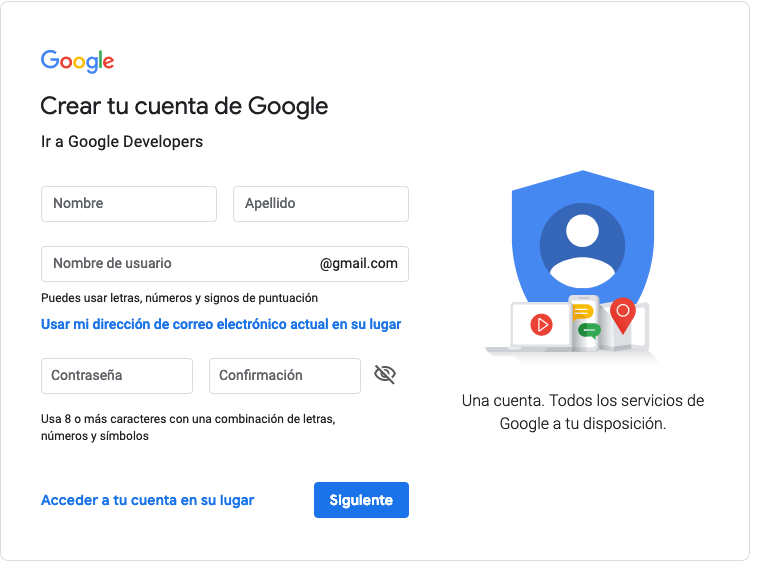 Google
Crear tu cuenta de Google
Ir a Google Developers
Nombre
Apellido
Nombre de usuario
@gmail.com
Puedes usar letras, números y signos de puntuación
Usar mi dirección de correo electrónico actual en su lugar
Contraseña
Confirmación
Usa 8 o más caracteres con una combinación de letras,
números y símbolos
Acceder a tu cuenta en su lugar
Siguiente
Una cuenta. Todos los servicios de
Google a tu disposición.